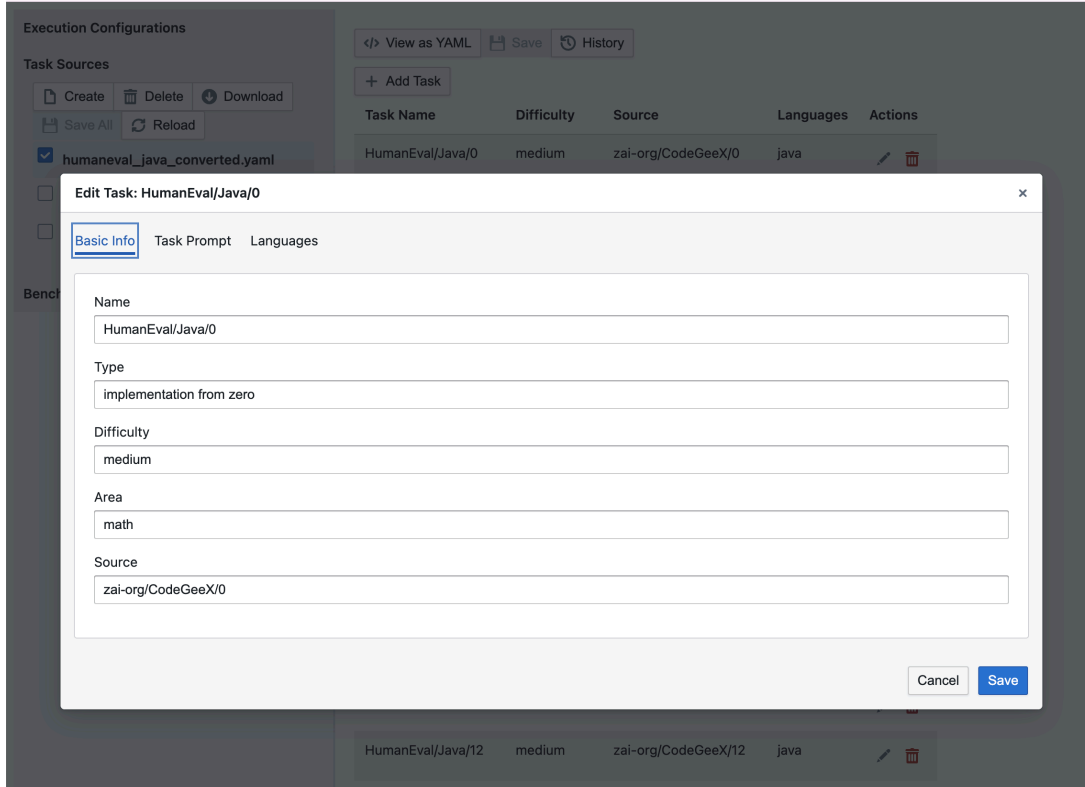 Execution Configurations
Task Sources
Create Delete Download
Save All Reload
humaneval_java_converted.yaml
</> View as YAML Save History
+ Add Task
Task Name Difficulty Source Languages Actions
HumanEval/Java/0 medium zai-org/CodeGeeX/0 java
Edit Task: HumanEval/Java/0 ×
Basic Info Task Prompt Languages
Name
HumanEval/Java/0
Type
implementation from zero
Difficulty
medium
Area
math
Source
zai-org/CodeGeeX/0
Cancel Save
HumanEval/Java/12 medium zai-org/CodeGeeX/12 java